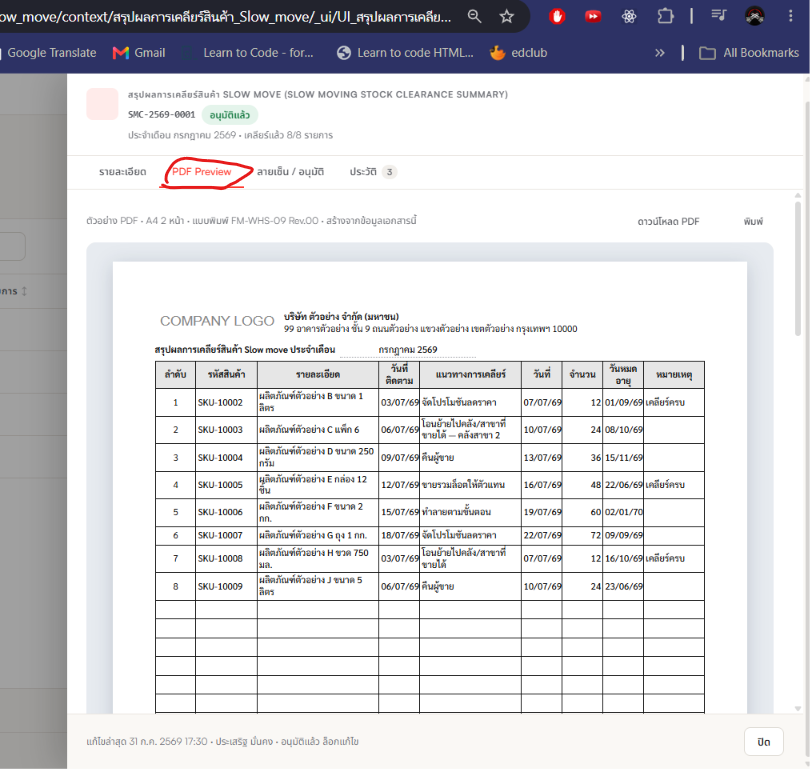 ow_move/context/สรุปผลการเคลียร์สินค้า_Slow_move/_ui/UI_สรุปผลการเคลีย...
Google Translate Gmail Learn to Code - for... Learn to code HTML... edclub » All Bookmarks
สรุปผลการเคลียร์สินค้า SLOW MOVE (SLOW MOVING STOCK CLEARANCE SUMMARY)
SMC-2569-0001 อนุมัติแล้ว
ประจำเดือน กรกฎาคม 2569 • เคลียร์แล้ว 8/8 รายการ
รายละเอียด PDF Preview ลายเซ็น / อนุมัติ ประวัติ 3
ตัวอย่าง PDF • A4 2 หน้า • แบบพิมพ์ FM-WHS-09 Rev.00 • สร้างจากข้อมูลเอกสารนี้ ดาวน์โหลด PDF พิมพ์
COMPANY LOGO บริษัท ตัวอย่าง จำกัด (มหาชน)
99 อาคารตัวอย่าง ชั้น 9 ถนนตัวอย่าง แขวงตัวอย่าง เขตตัวอย่าง กรุงเทพฯ 10000
สรุปผลการเคลียร์สินค้า Slow move ประจำเดือน กรกฎาคม 2569
ลำดับ รหัสสินค้า รายละเอียด วันที่ติดตาม แนวทางการเคลียร์ วันที่ จำนวน วันหมดอายุ หมายเหตุ
1 SKU-10002 ผลิตภัณฑ์ตัวอย่าง B ขนาด 1 ลิตร 03/07/69 จัดโปรโมชันลดราคา 07/07/69 12 01/09/69 เคลียร์ครบ
2 SKU-10003 ผลิตภัณฑ์ตัวอย่าง C แพ็ก 6 06/07/69 โอนย้ายไปคลัง/สาขาที่ขายได้ — คลังสาขา 2 10/07/69 24 08/10/69
3 SKU-10004 ผลิตภัณฑ์ตัวอย่าง D ขนาด 250 กรัม 09/07/69 คืนผู้ขาย 13/07/69 36 15/11/69
4 SKU-10005 ผลิตภัณฑ์ตัวอย่าง E กล่อง 12 ชิ้น 12/07/69 ขายรวมล็อตให้ตัวแทน 16/07/69 48 22/06/69 เคลียร์ครบ
5 SKU-10006 ผลิตภัณฑ์ตัวอย่าง F ขนาด 2 กก. 15/07/69 ทำลายตามขั้นตอน 19/07/69 60 02/01/70
6 SKU-10007 ผลิตภัณฑ์ตัวอย่าง G ถุง 1 กก. 18/07/69 จัดโปรโมชันลดราคา 22/07/69 72 09/09/69
7 SKU-10008 ผลิตภัณฑ์ตัวอย่าง H ขวด 750 มล. 03/07/69 โอนย้ายไปคลัง/สาขาที่ขายได้ 07/07/69 12 16/10/69 เคลียร์ครบ
8 SKU-10009 ผลิตภัณฑ์ตัวอย่าง J ขนาด 5 ลิตร 06/07/69 คืนผู้ขาย 10/07/69 24 23/06/69
แก้ไขล่าสุด 31 ก.ค. 2569 17:30 • ประเสริฐ มั่นคง • อนุมัติแล้ว ล็อกแก้ไข ปิด